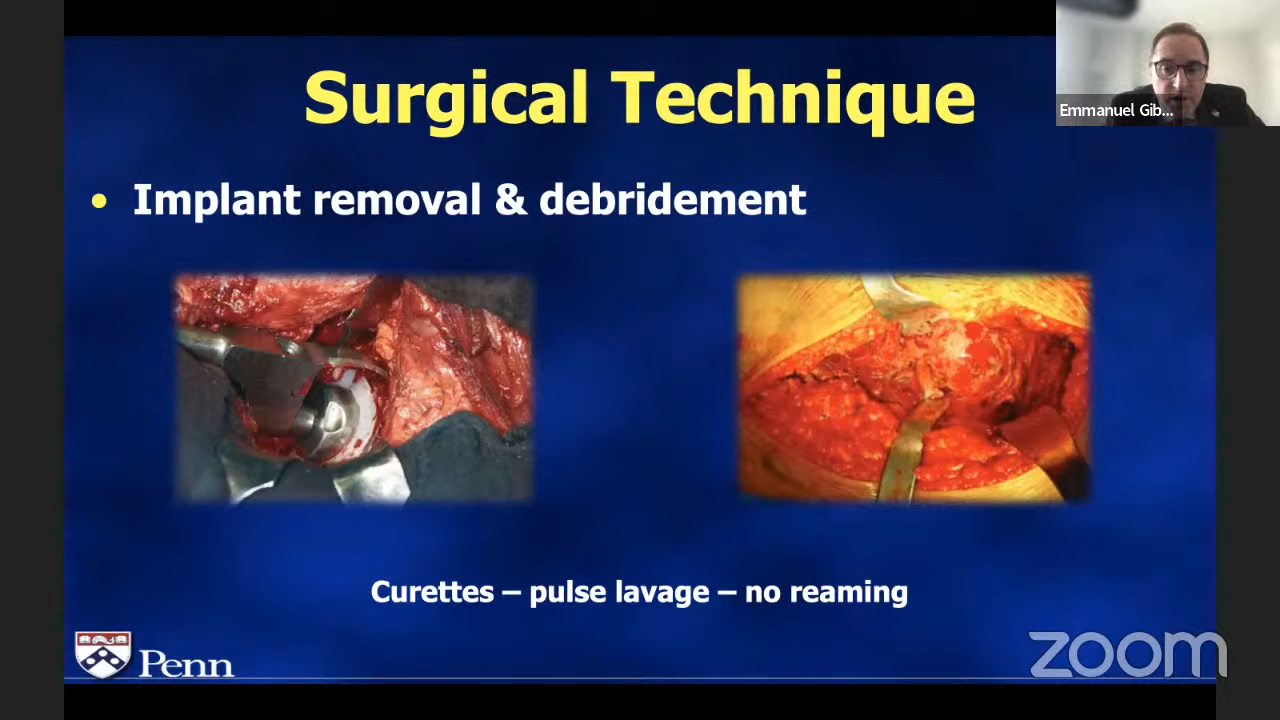 Surgical Technique
Emmanuel Gib...
• Implant removal & debridement
Curettes – pulse lavage – no reaming
Penn
zoom